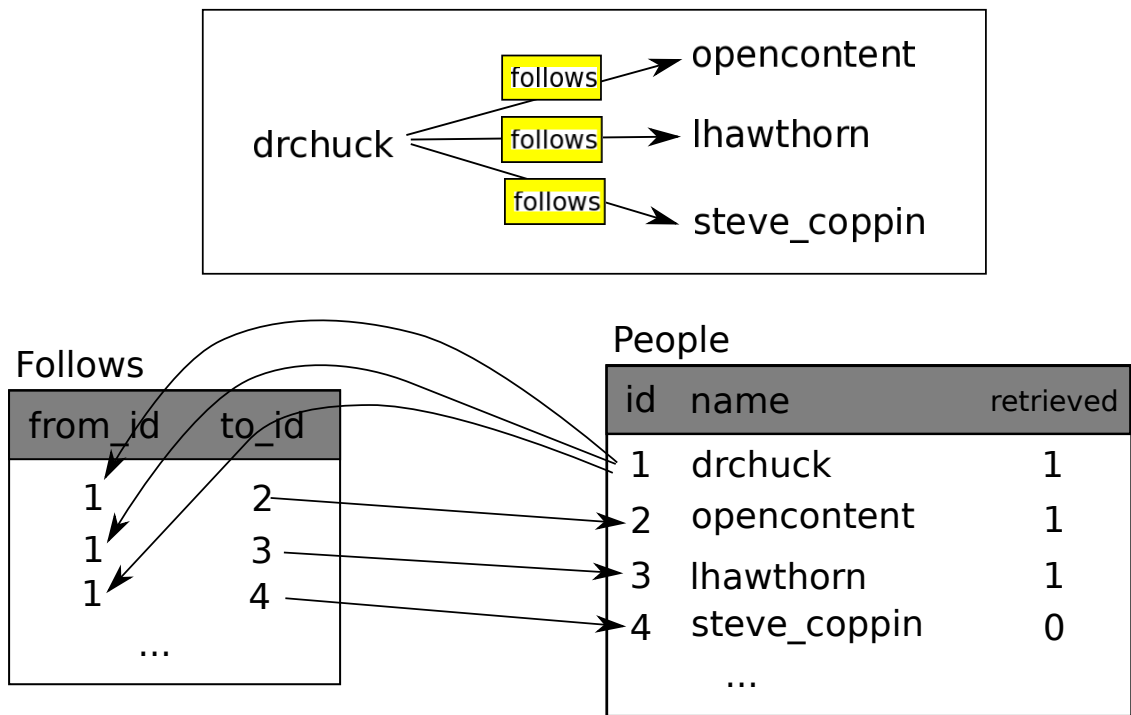 opencontent
follows
drchuck
follows
lhawthorn
follows
steve_coppin
Follows
from_id to_id
1 2
1 3
1 4
...
People
id name retrieved
1 drchuck 1
2 opencontent 1
3 lhawthorn 1
4 steve_coppin 0
...